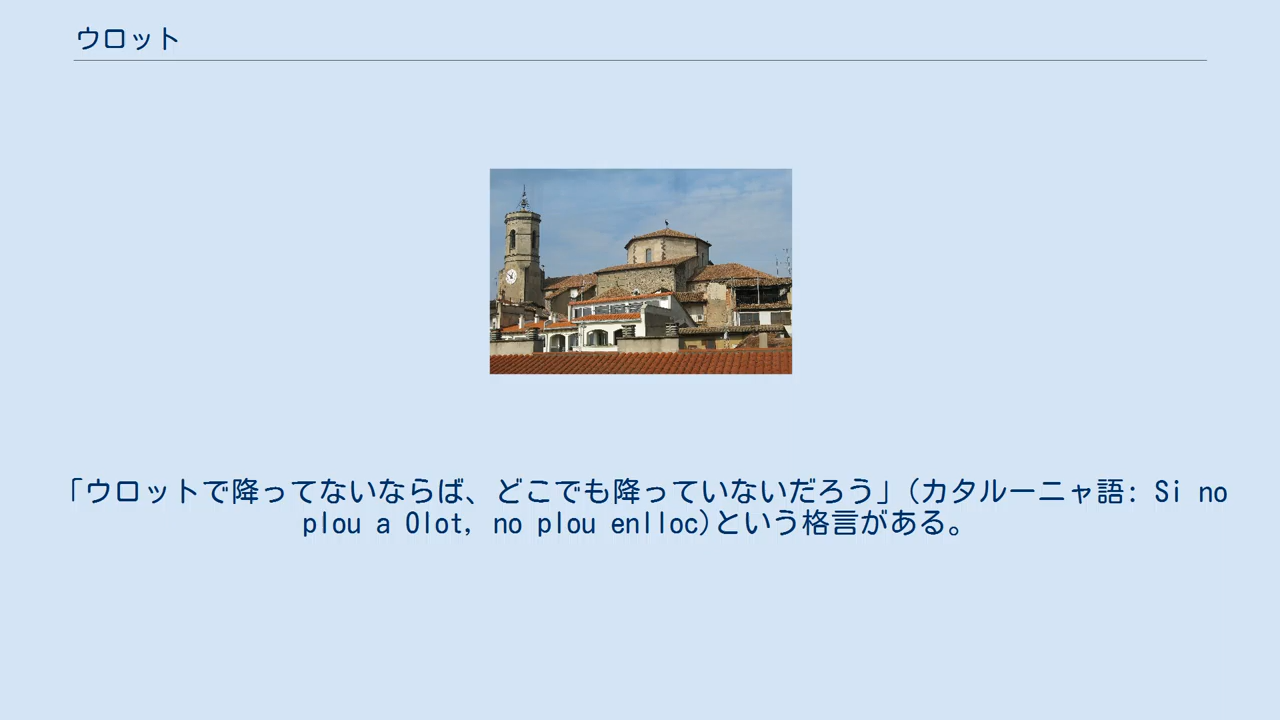 ウロット
「ウロットで降ってないならば、どこでも降っていないだろう」(カタルーニャ語: Si no
plou a Olot, no plou enlloc)という格言がある。